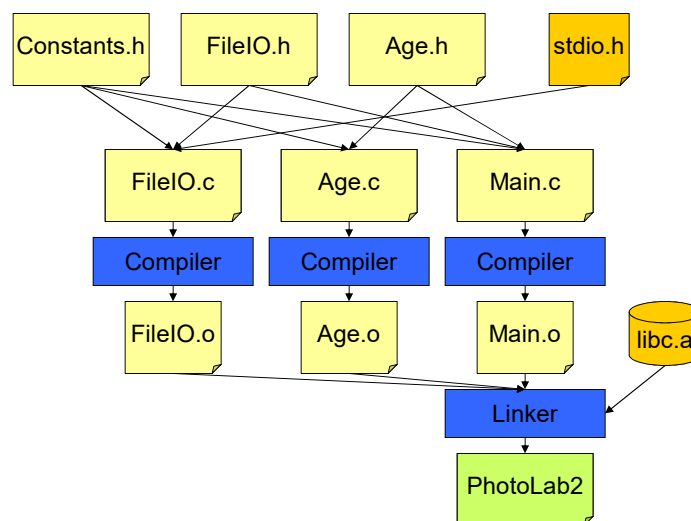 Constants.h
FileIO.h
Age.h
stdio.h
FileIO.c
Age.c
Main.c
Compiler
Compiler
Compiler
FileIO.o
Age.o
Main.o
libc.a
Linker
PhotoLab2